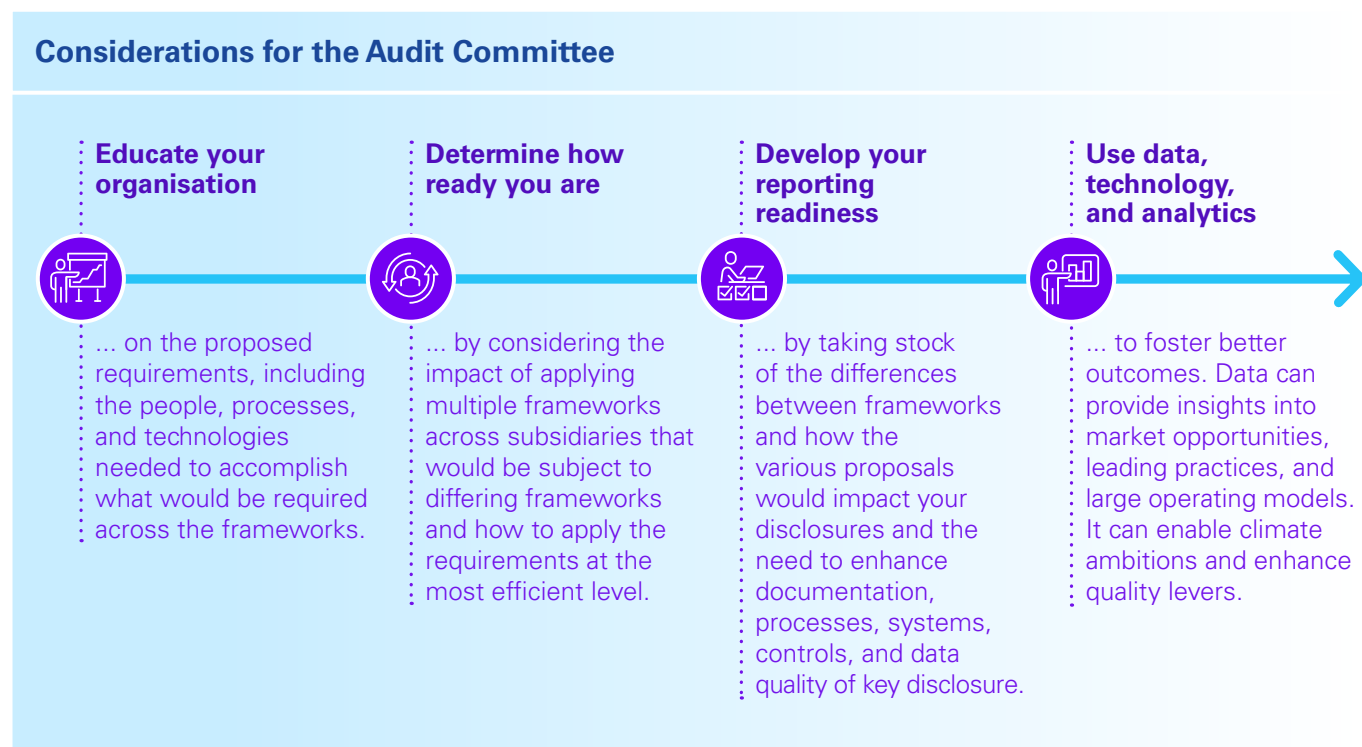 Considerations for the Audit Committee
Educate your
organisation
... on the proposed
requirements, including
the people, processes,
and technologies
needed to accomplish
what would be required
across the frameworks.
Determine how
ready you are
... by considering the
impact of applying
multiple frameworks
across subsidiaries that
would be subject to
differing frameworks
and how to apply the
requirements at the
most efficient level.
Develop your
reporting
readiness
... by taking stock
of the differences
between frameworks
and how the
various proposals
would impact your
disclosures and the
need to enhance
documentation,
processes, systems,
controls, and data
quality of key disclosure.
Use data,
technology,
and analytics
... to foster better
outcomes. Data can
provide insights into
market opportunities,
leading practices, and
large operating models.
It can enable climate
ambitions and enhance
quality levers.